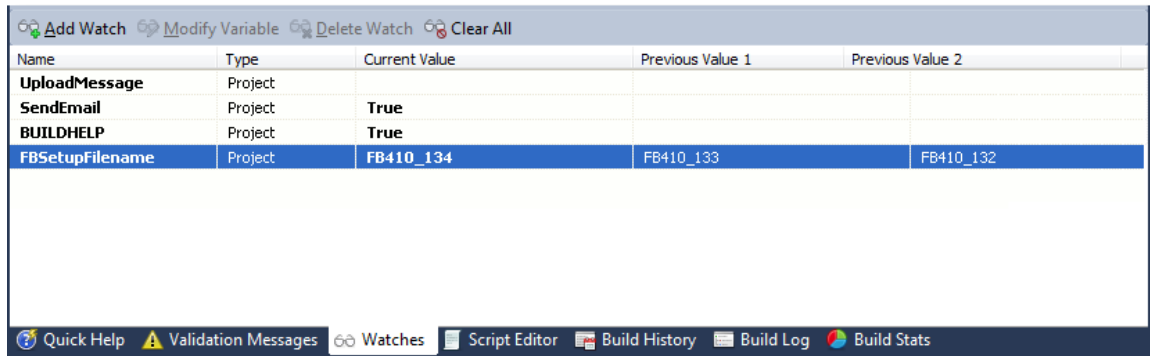 Add Watch Modify Variable Delete Watch Clear All
Name Type Current Value Previous Value 1 Previous Value 2
UploadMessage Project
SendEmail Project True
BUILDHELP Project True
FBSetupFilename Project FB410_134 FB410_133 FB410_132
Quick Help Validation Messages Watches Script Editor Build History Build Log Build Stats